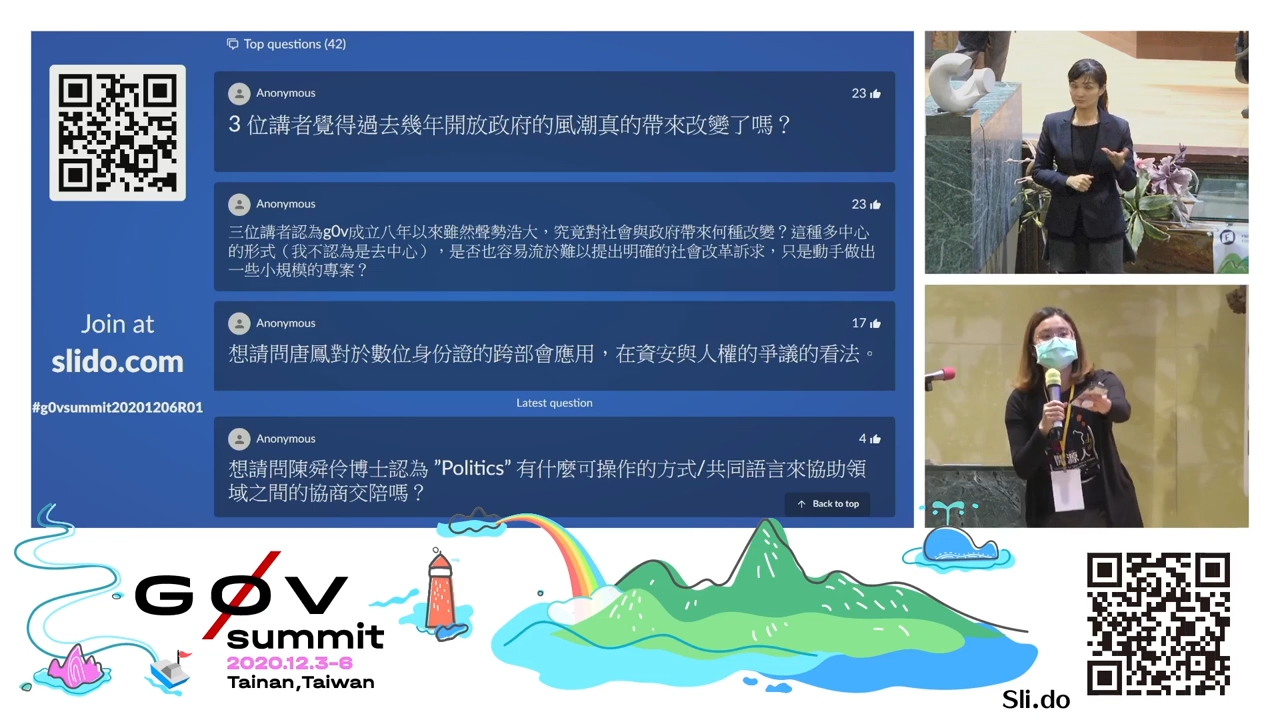 Top questions (42)
Anonymous
23
3 位講者覺得過去幾年開放政府的風潮真的帶來改變了嗎？
Anonymous
23
三位講者認為g0v成立八年以來雖然聲勢浩大，究竟對社會與政府帶來何種改變？這種多中心
的形式（我不認為是去中心），是否也容易流於難以提出明確的社會改革訴求，只是動手做出
一些小規模的專案？
Anonymous
17
想請問唐鳳對於數位身份證的跨部會應用，在資安與人權的爭議的看法。
Latest question
Anonymous
4
想請問陳舜伶博士認為 ”Politics” 有什麼可操作的方式/共同語言來協助領
域之間的協商交陪嗎？
Back to top
Join at
slido.com
#g0vsummit20201206R01
源人
G0V
summit
2020.12.3-6
Tainan,Taiwan
Sli.do